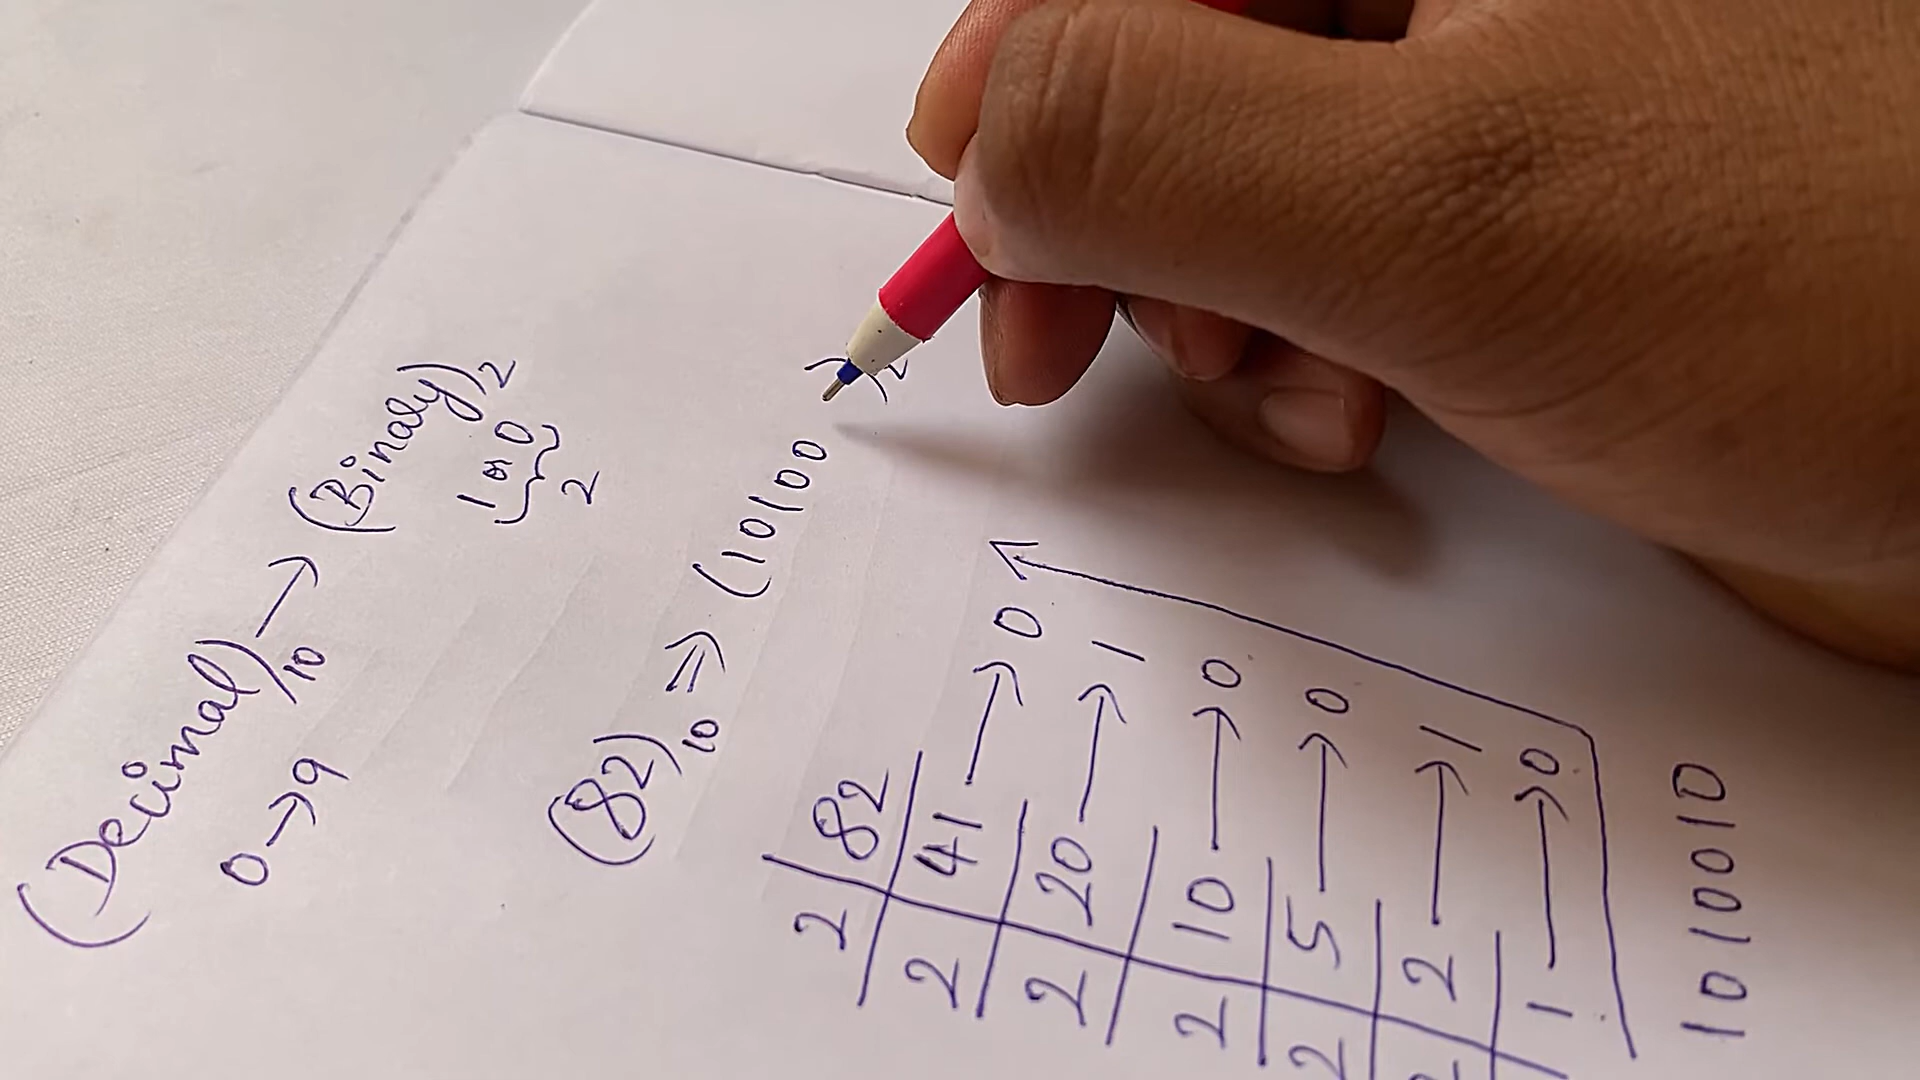 (Decimal)10 → (Binary)2
0 → 9
1 or 0
2
(82)10 ⇒ (10100 )2
2 82
2 41 → 0
2 20 → 1
2 10 → 0
2 5 → 0
2 2 → 1
1 → 0
1010010